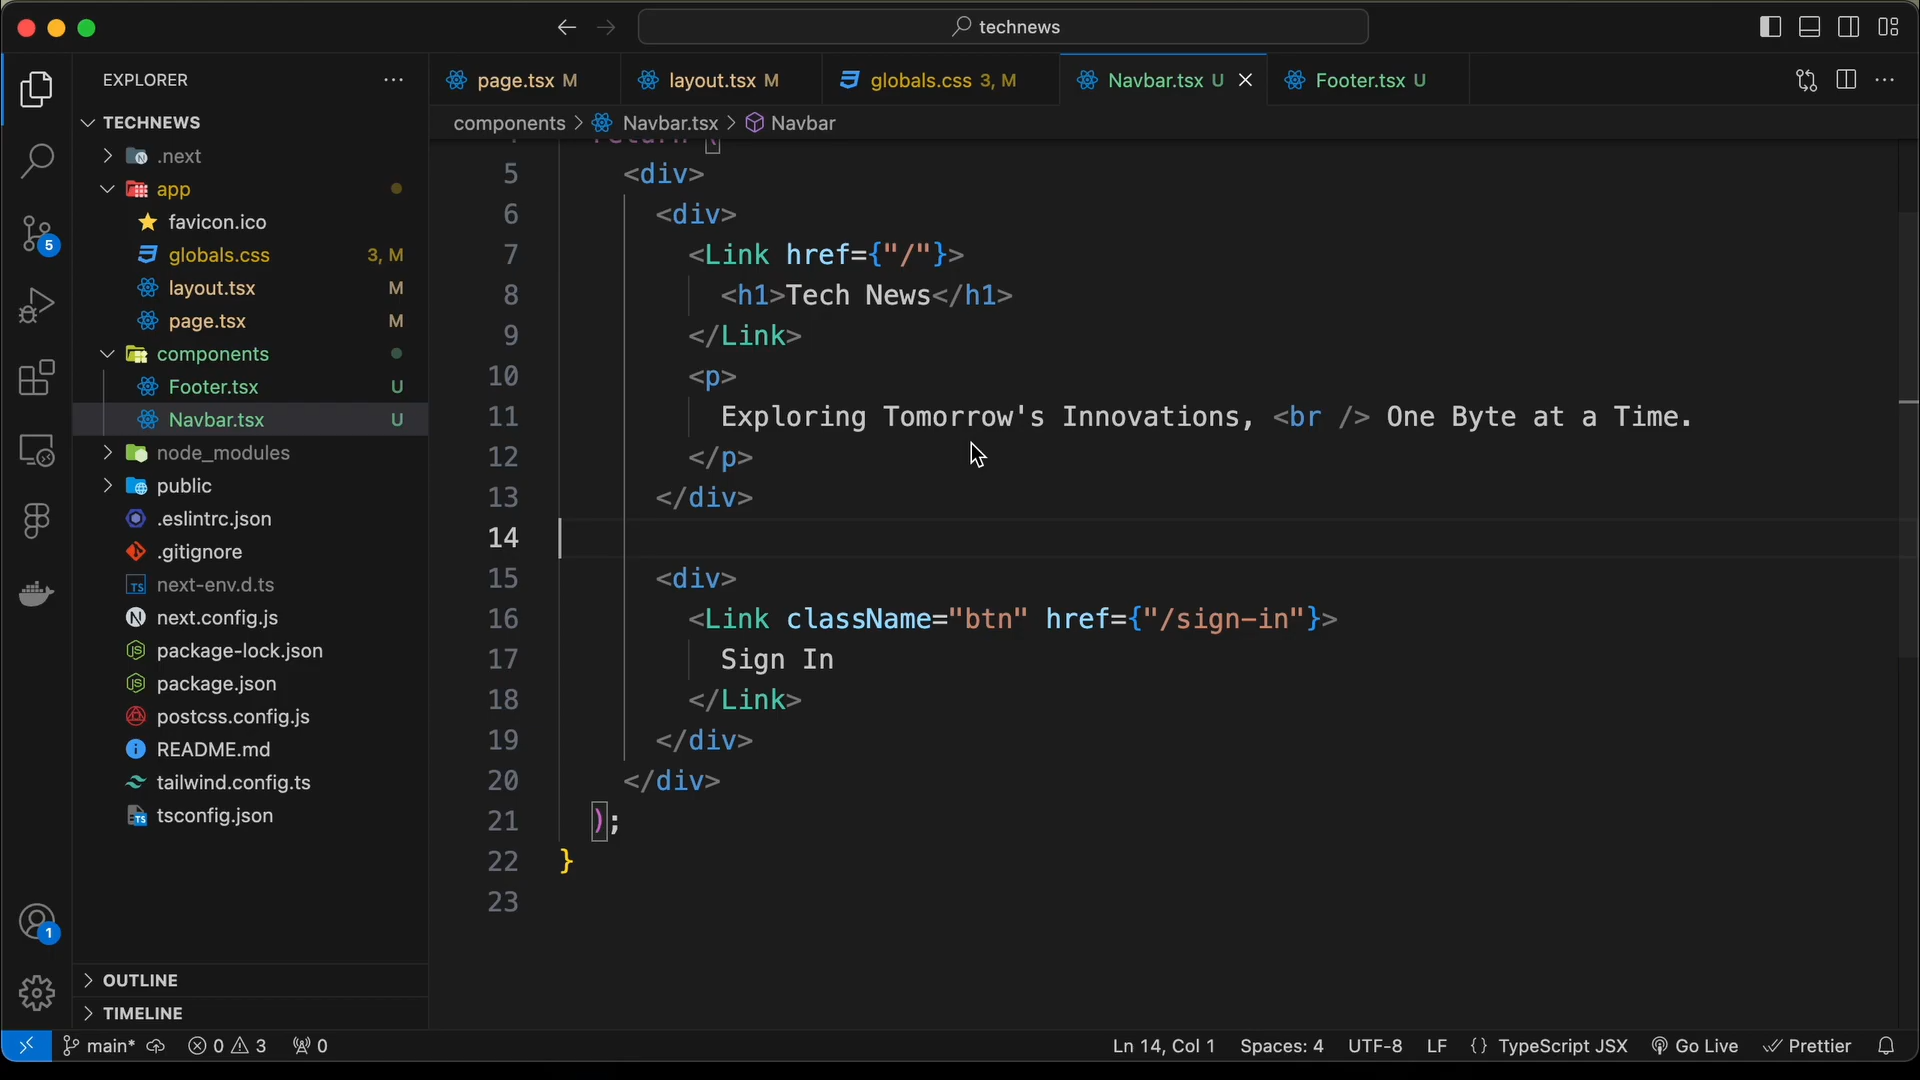 technews
EXPLORER
TECHNEWS
.next
app
favicon.ico
globals.css 3, M
layout.tsx M
page.tsx M
components
Footer.tsx U
Navbar.tsx U
node_modules
public
.eslintrc.json
.gitignore
next-env.d.ts
next.config.js
package-lock.json
package.json
postcss.config.js
README.md
tailwind.config.ts
tsconfig.json
OUTLINE
TIMELINE
5
1
page.tsx M
layout.tsx M
globals.css 3, M
Navbar.tsx U
Footer.tsx U
components > Navbar.tsx > Navbar
return (
5 <div>
6 <div>
7 <Link href={"/"}>
8 <h1>Tech News</h1>
9 </Link>
10 <p>
11 Exploring Tomorrow's Innovations, <br /> One Byte at a Time.
12 </p>
13 </div>
14
15 <div>
16 <Link className="btn" href={"/sign-in"}>
17 Sign In
18 </Link>
19 </div>
20 </div>
21 );
22 }
23
main* 0 3 0 Ln 14, Col 1 Spaces: 4 UTF-8 LF {} TypeScript JSX Go Live Prettier